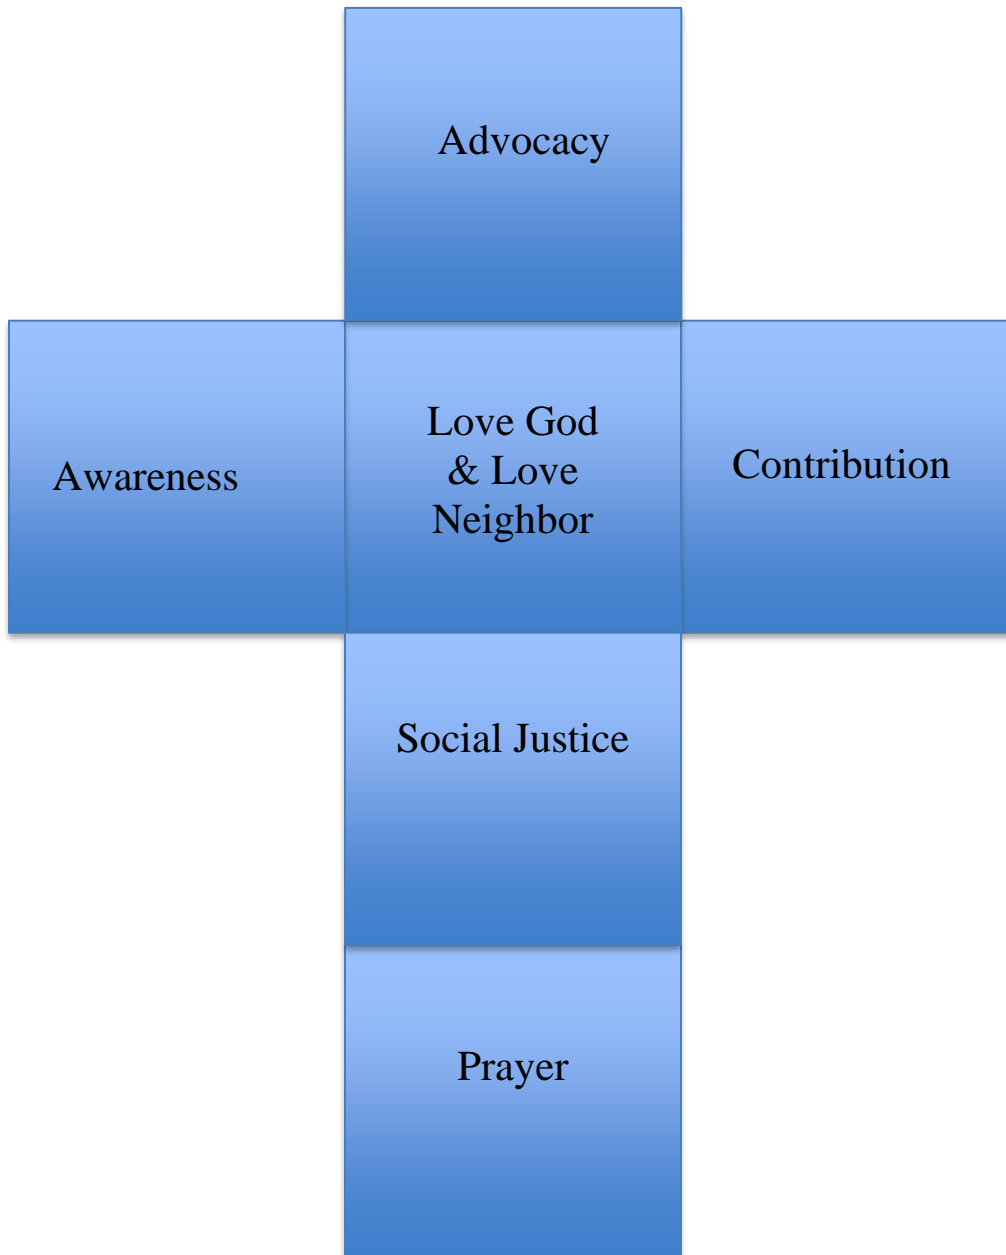 Advocacy
Awareness
Love God
& Love
Neighbor
Contribution
Social Justice
Prayer